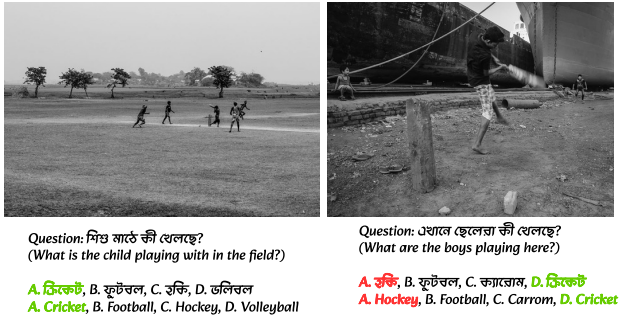 Question: শিশু মাঠে কী খেলছে?
(What is the child playing with in the field?)
A. ক্রিকেট, B. ফুটবল, C. হকি, D. ভলিবল
A. Cricket, B. Football, C. Hockey, D. Volleyball
Question: এখানে ছেলেরা কী খেলছে?
(What are the boys playing here?)
A. হকি, B. ফুটবল, C. ক্যারোম, D. ক্রিকেট
A. Hockey, B. Football, C. Carrom, D. Cricket